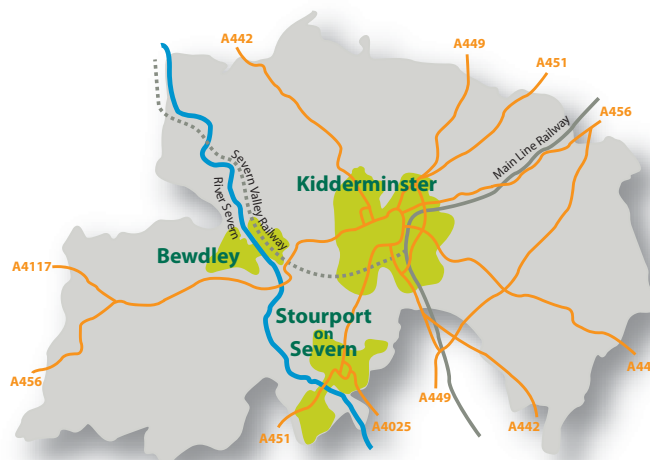 A442
A449
A451
A456
Main Line Railway
Severn Valley Railway
River Severn
Kidderminster
Bewdley
A4117
Stourport
on
Severn
A456
A44
A449
A442
A451
A4025